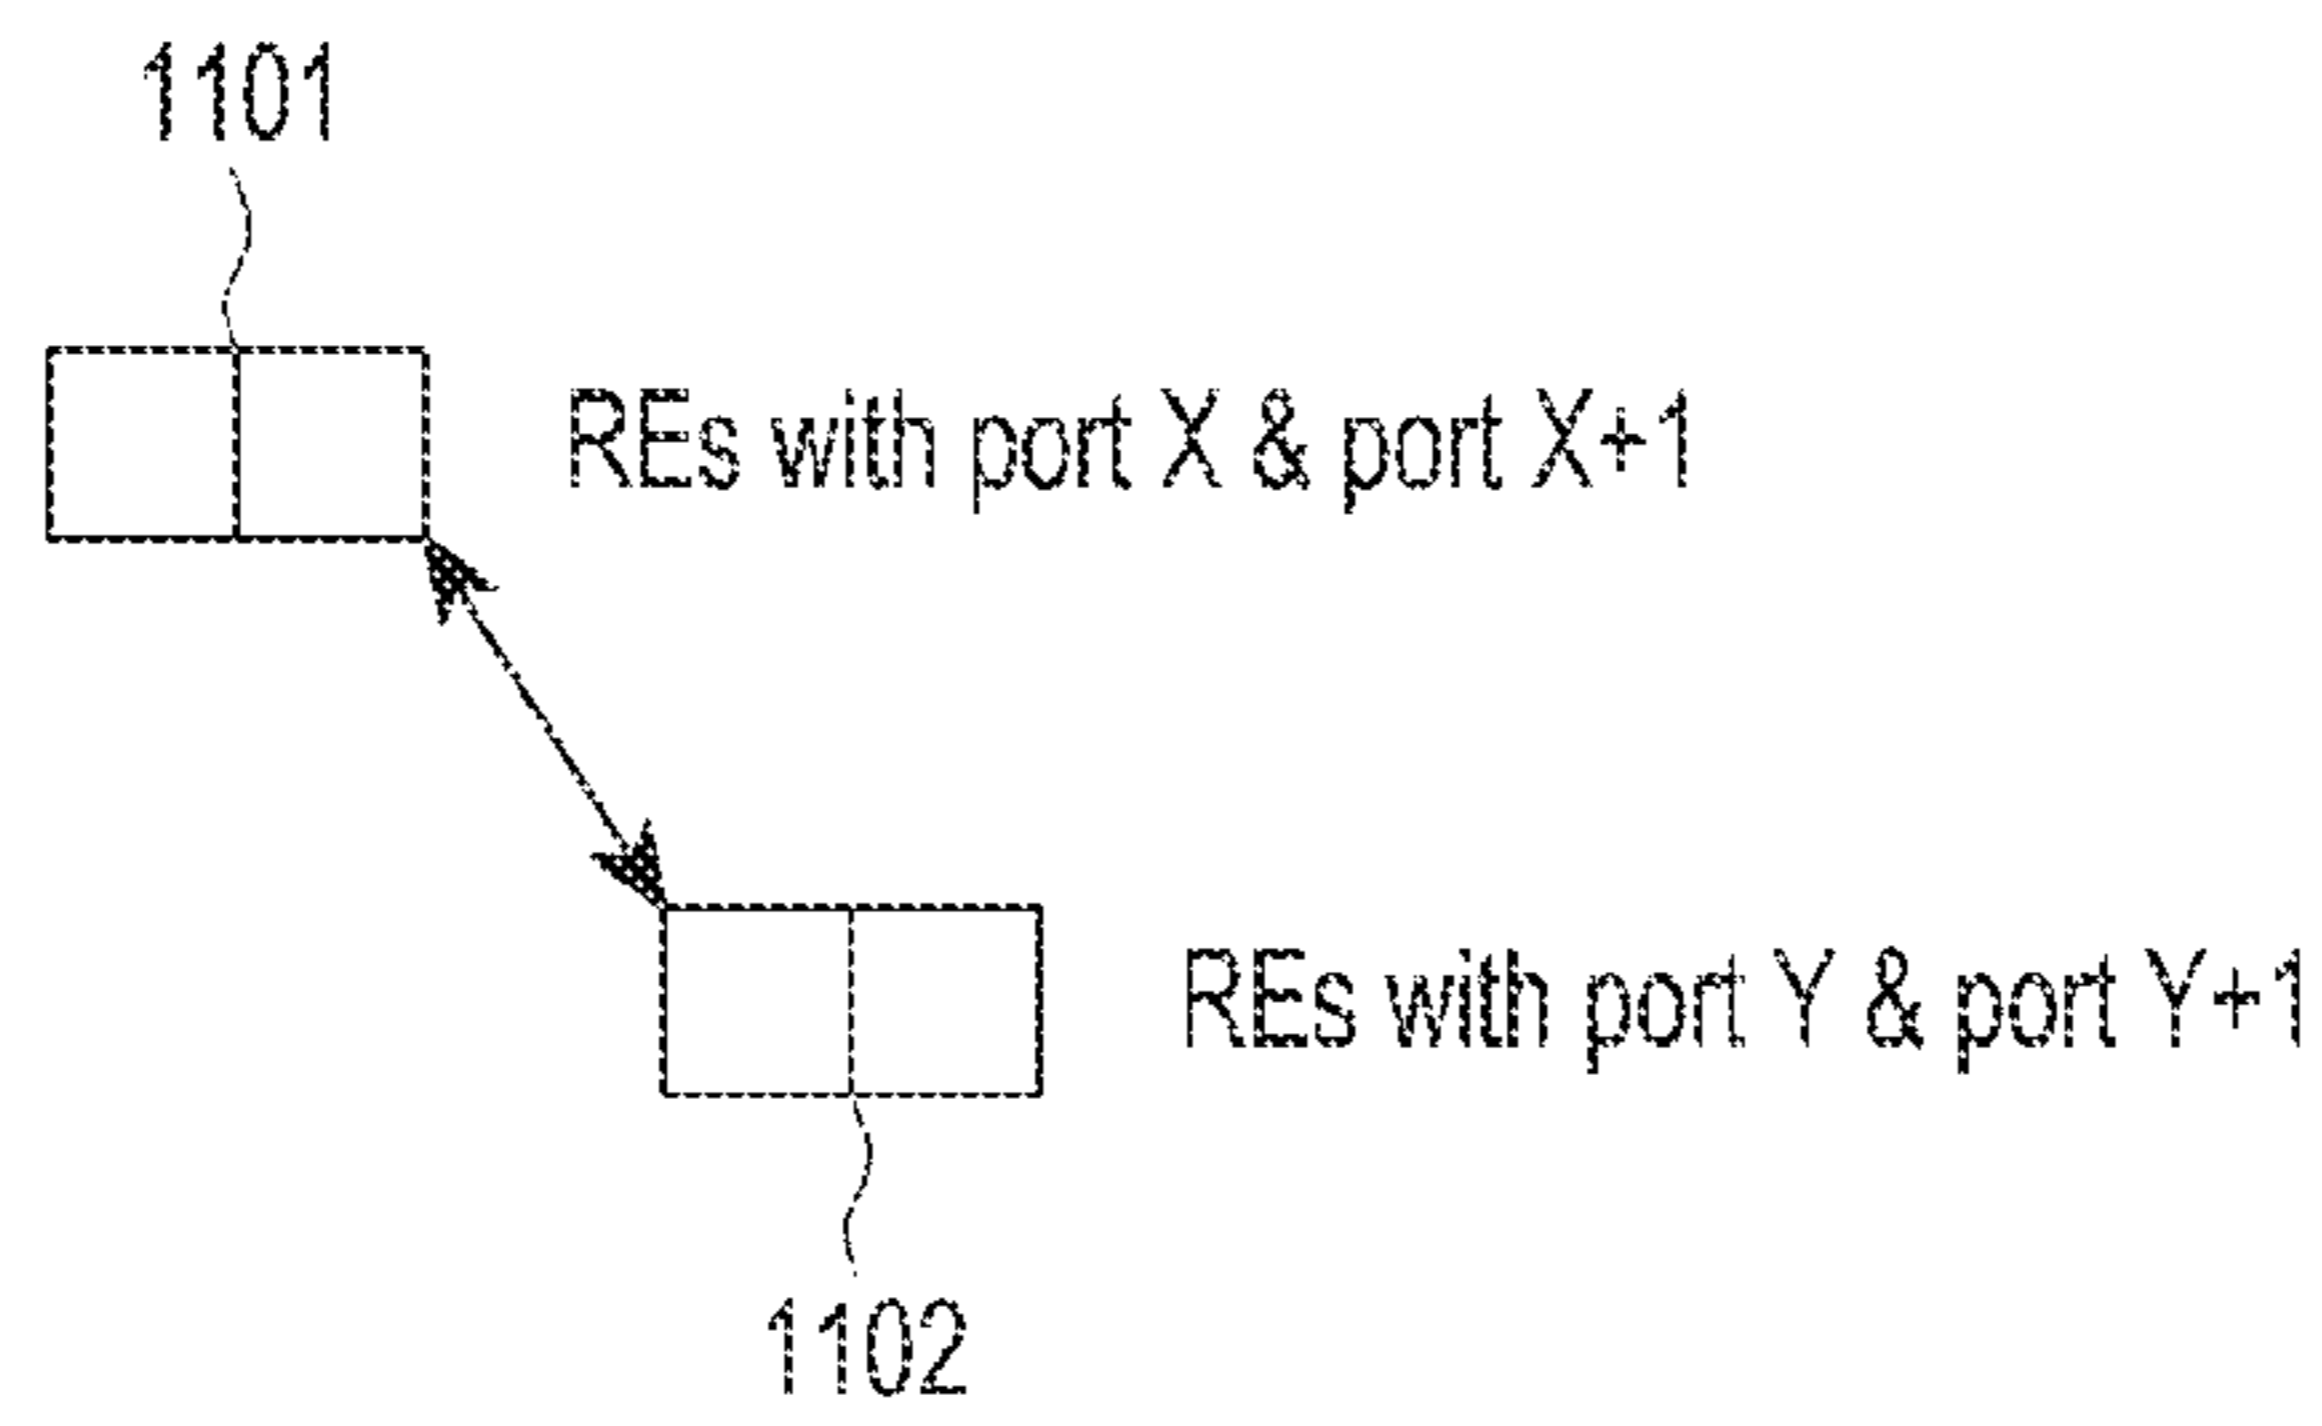 1101
REs with port X & port X+1
REs with port Y & port Y+1
1102